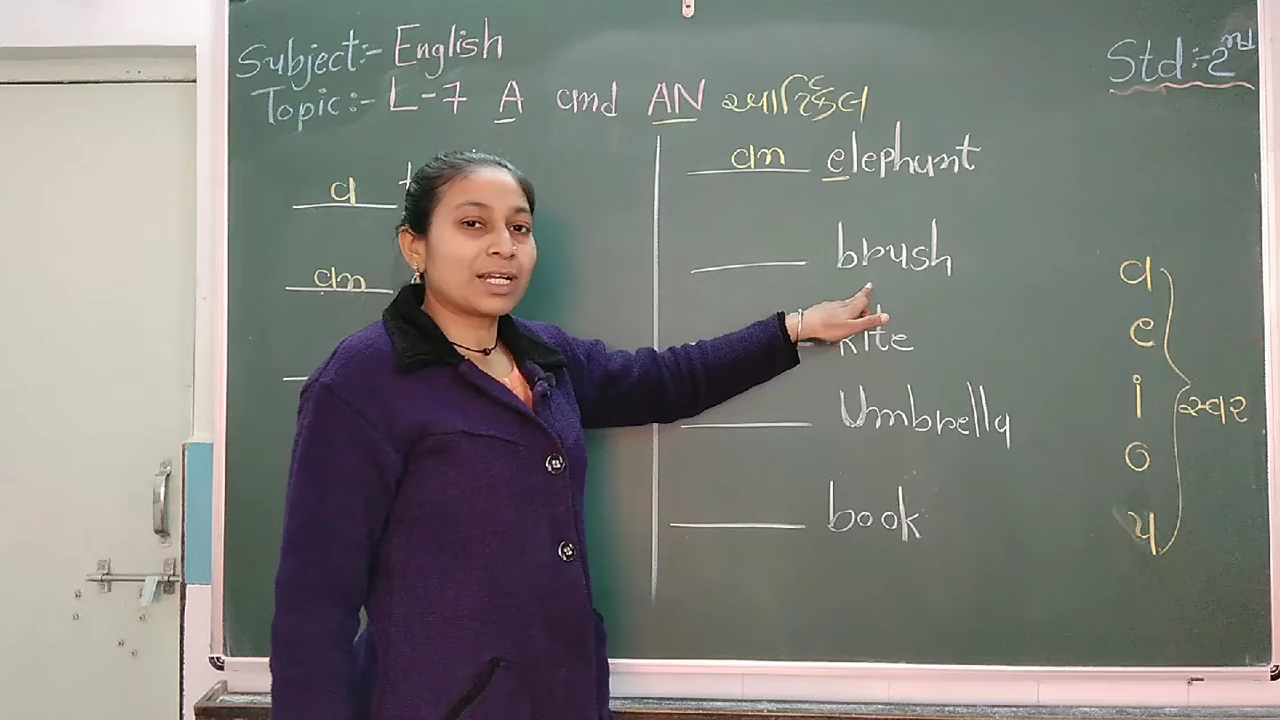 Subject:- English
Std:-2nd
Topic:- L-7 A and AN આર્ટિકલ
a
an
an elephant
brush
kite
Umbrella
book
a
e
i
o
u
સ્વર